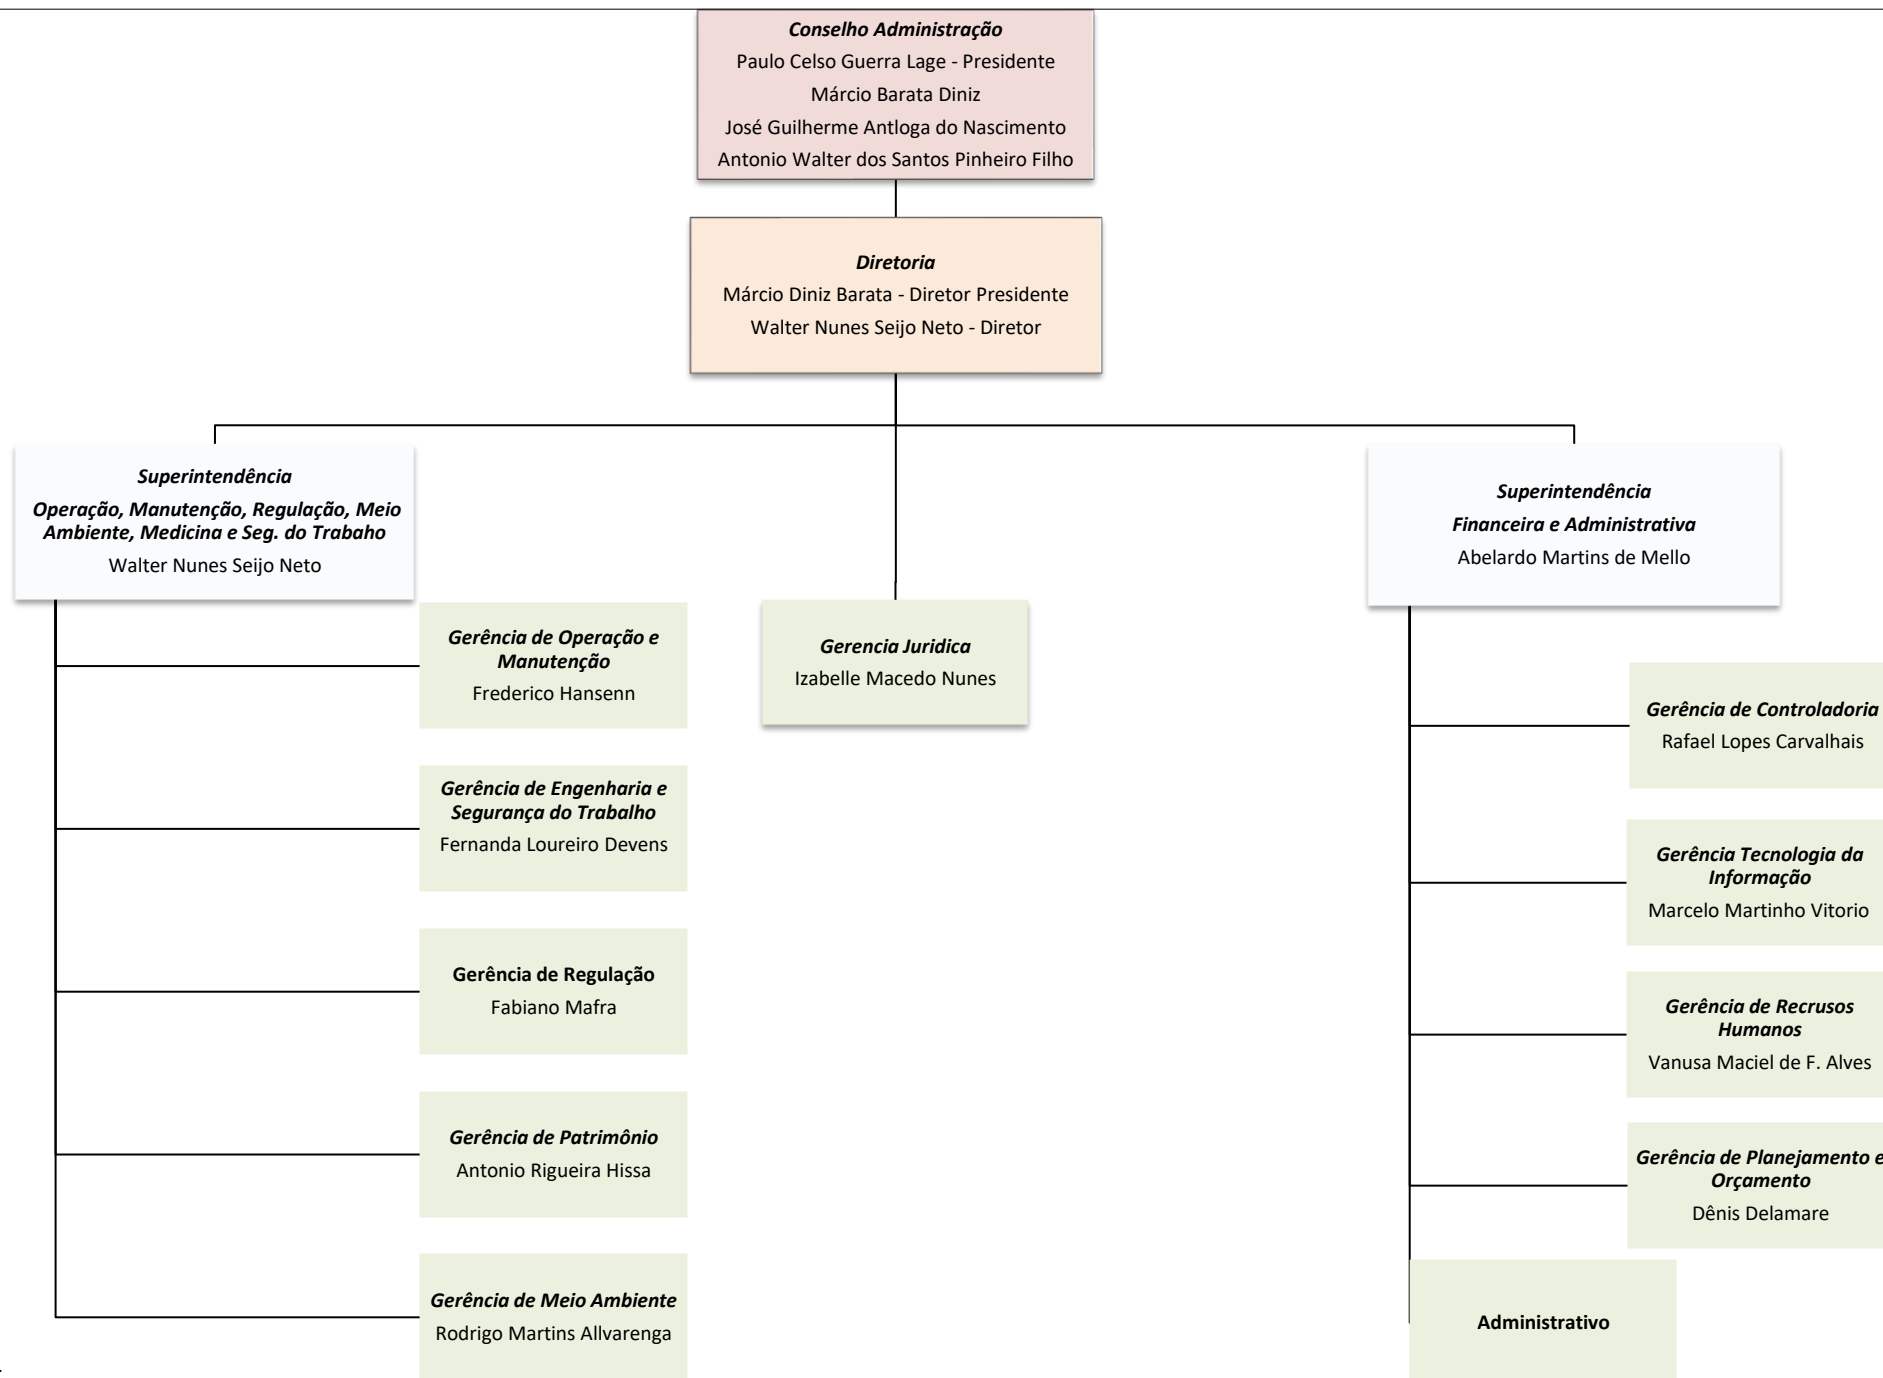 Conselho Administração
Paulo Celso Guerra Lage - Presidente
Márcio Barata Diniz
José Guilherme Antloga do Nascimento
Antonio Walter dos Santos Pinheiro Filho
Diretoria
Márcio Diniz Barata - Diretor Presidente
Walter Nunes Seijo Neto - Diretor
Superintendência
Operação, Manutenção, Regulação, Meio
Ambiente, Medicina e Seg. do Trabaho
Walter Nunes Seijo Neto
Superintendência
Financeira e Administrativa
Abelardo Martins de Mello
Gerência de Operação e
Manutenção
Frederico Hansenn
Gerência de Engenharia e
Segurança do Trabalho
Fernanda Loureiro Devens
Gerência de Regulação
Fabiano Mafra
Gerência de Patrimônio
Antonio Rigueira Hissa
Gerência de Meio Ambiente
Rodrigo Martins Allvarenga
Gerencia Juridica
Izabelle Macedo Nunes
Gerência de Controladoria
Rafael Lopes Carvalhais
Gerência Tecnologia da
Informação
Marcelo Martinho Vitorio
Gerência de Recrusos
Humanos
Vanusa Maciel de F. Alves
Gerência de Planejamento e
Orçamento
Dênis Delamare
Administrativo